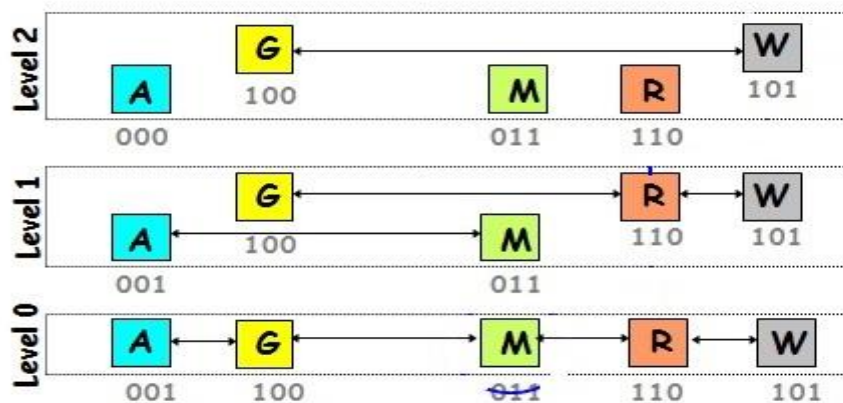 Level 2
G W
A M R
100 101
000 011 110
Level 1
G R W
A M
100 110 101
001 011
Level 0
A G M R W
001 100 011 110 101